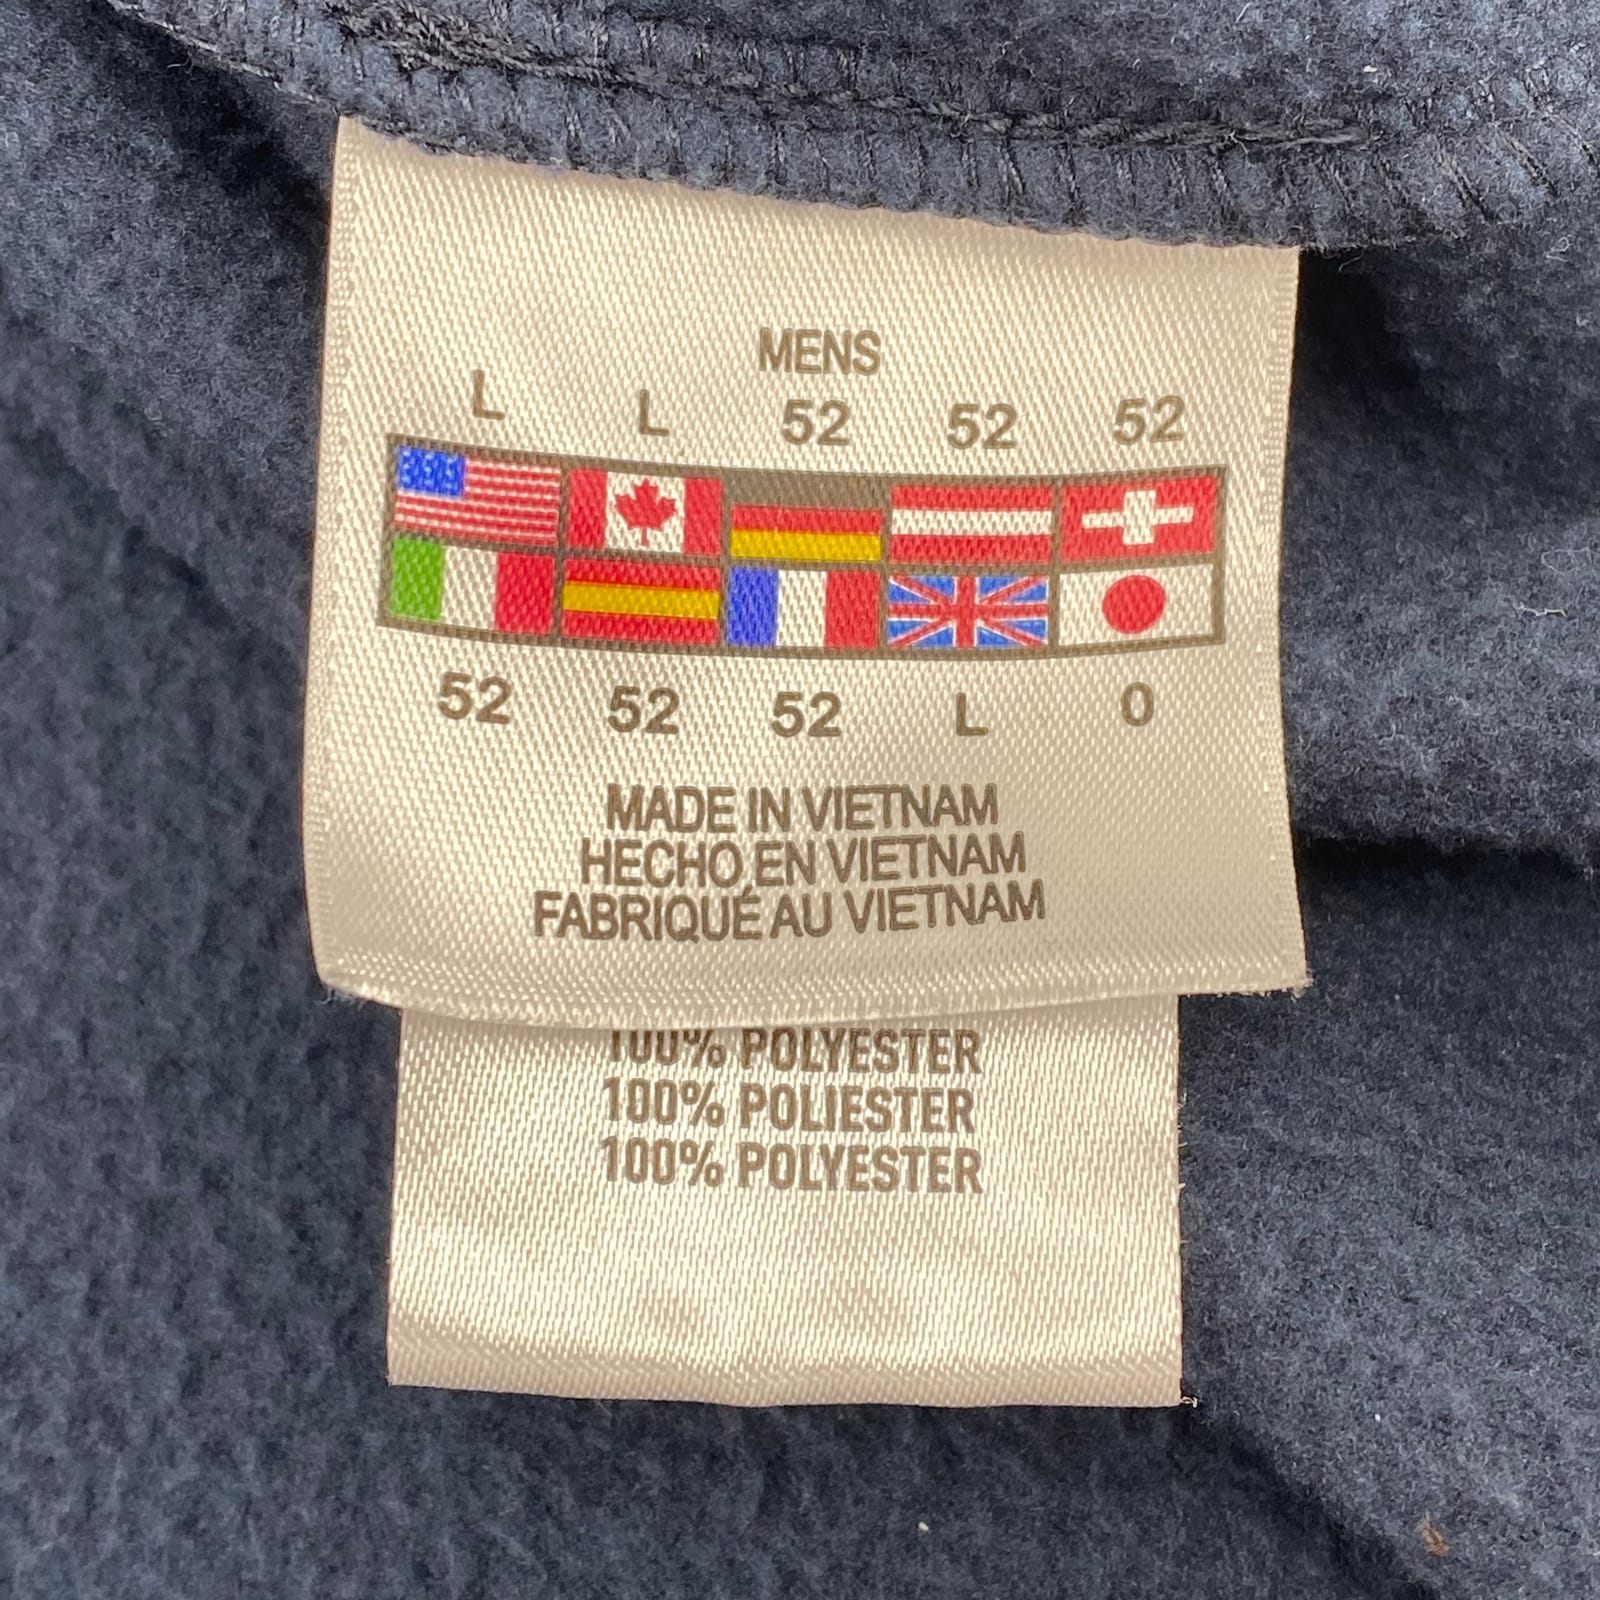 MENS
L L 52 52 52
52 52 52 L 0
MADE IN VIETNAM
HECHO EN VIETNAM
FABRIQUÉ AU VIETNAM
100% POLYESTER
100% POLIESTER
100% POLYESTER